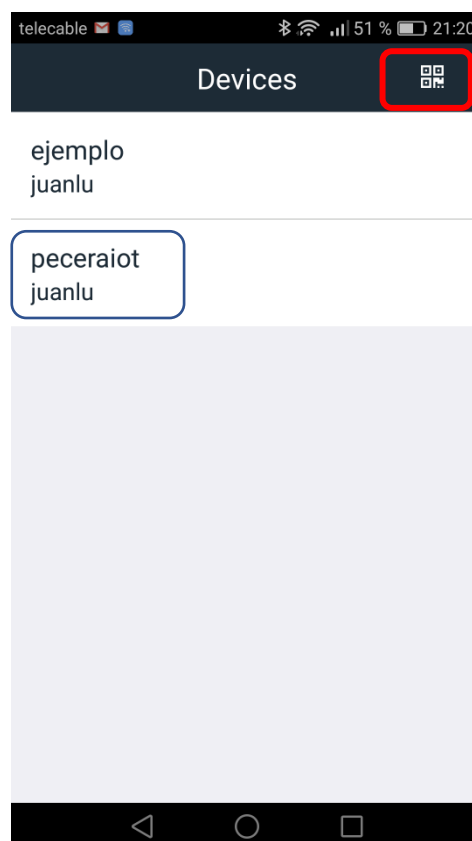 telecable 51 % 21:20
Devices
ejemplo
juanlu
peceraiot
juanlu